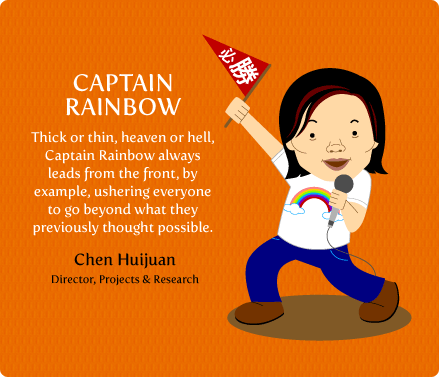 必勝
CAPTAIN
RAINBOW
Thick or thin, heaven or hell,
Captain Rainbow always
leads from the front, by
example, ushering everyone
to go beyond what they
previously thought possible.
Chen Huijuan
Director, Projects & Research